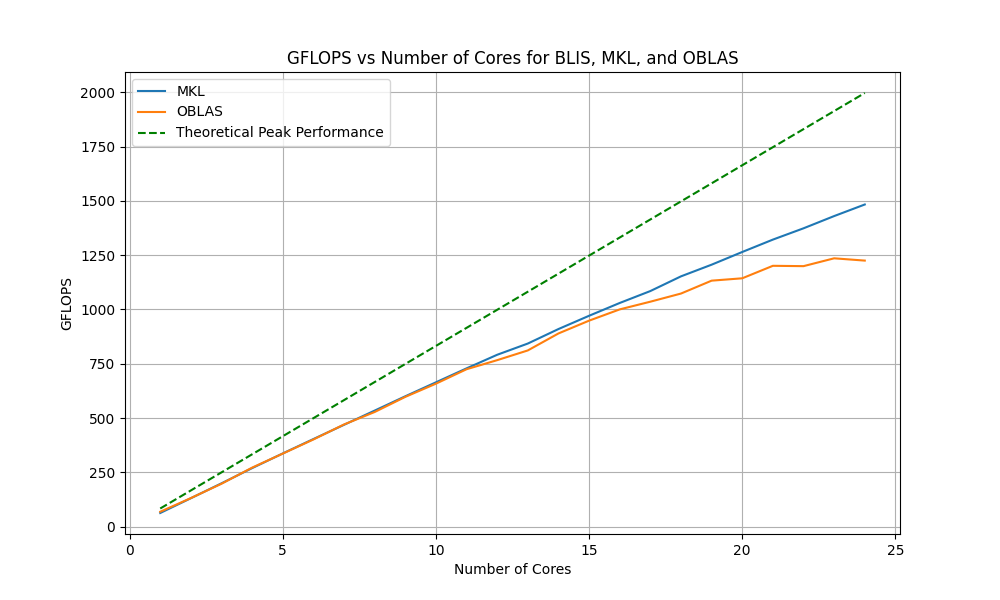 GFLOPS vs Number of Cores for BLIS, MKL, and OBLAS
MKL
OBLAS
Theoretical Peak Performance
2000
1750
1500
1250
1000
750
500
250
0
GFLOPS
0 5 10 15 20 25
Number of Cores